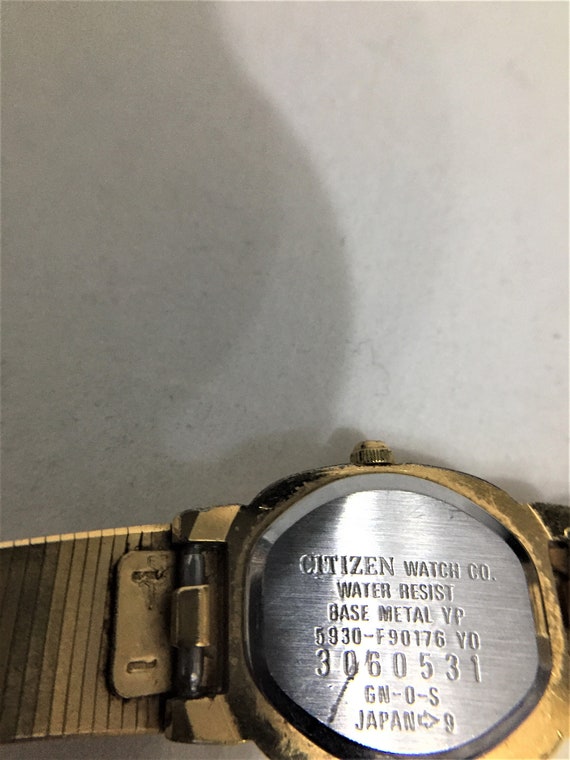 CITIZEN WATCH CO.
WATER RESIST
BASE METAL YP
5930-F90176 YO
3060531
GN-0-S
JAPAN➪9